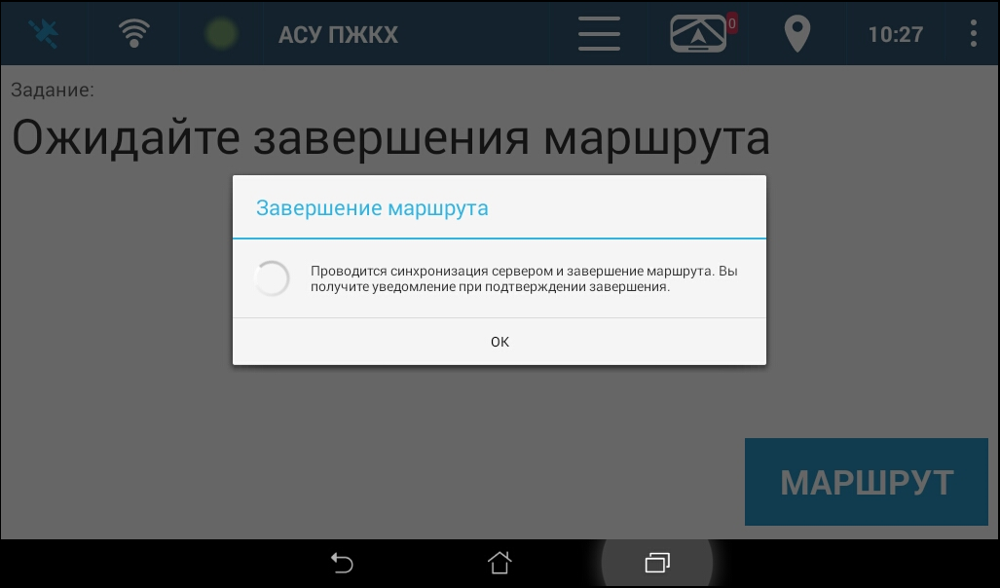 АСУ ПЖКХ
0
10:27
Задание:
Ожидайте завершения маршрута
Завершение маршрута
Проводится синхронизация сервером и завершение маршрута. Вы
получите уведомление при подтверждении завершения.
ОК
МАРШРУТ